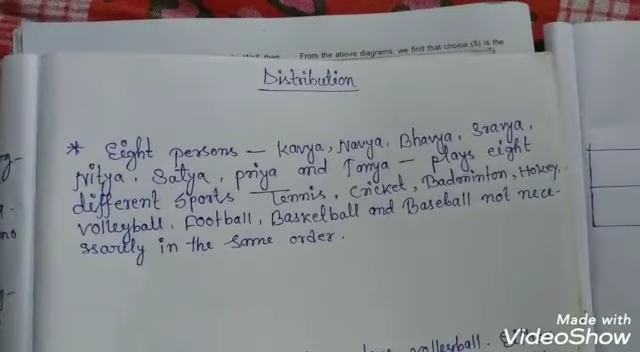 From the above diagrams, we find that choice (5) is the
Distribution
* Eight persons — Kavya, Navya, Bhavya, Sravya,
Nitya, Satya, priya and Tanya — plays eight
different sports — Tennis, Cricket, Badminton, Hokey,
volleyball, Football, Basketball and Baseball not nece-
ssarily in the same order.
volleyball.
Made with
VideoShow